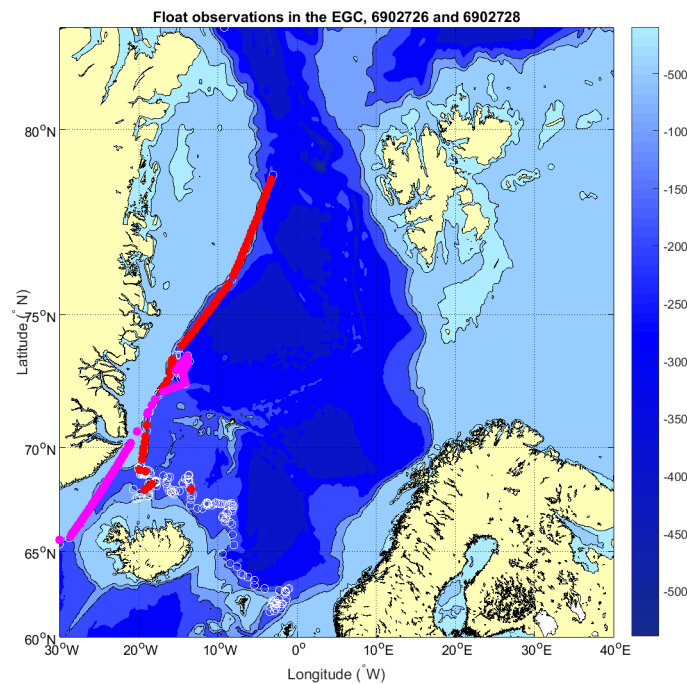 Float observations in the EGC, 6902726 and 6902728
80°N
75°N
70°N
65°N
60°N
Latitude (°N)
30°W
20°W
10°W
0°
10°E
20°E
30°E
40°E
Longitude (°W)
-500
-100
-150
-200
-250
-300
-350
-400
-450
-500